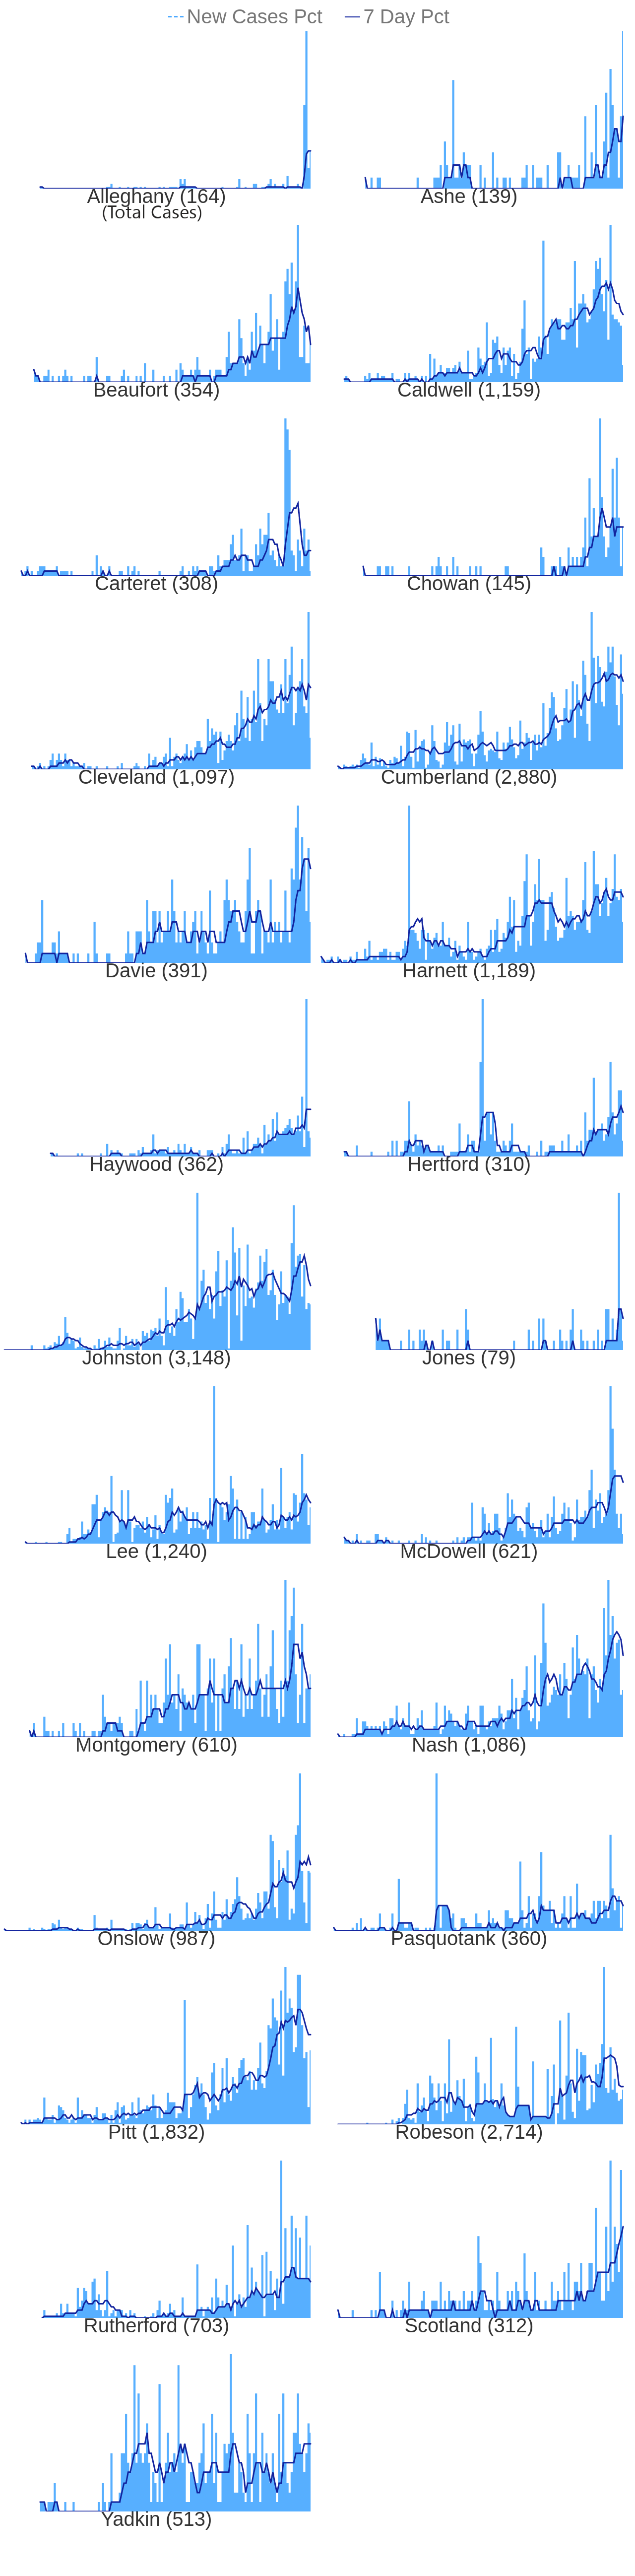 New Cases Pct 7 Day Pct
Alleghany (164) Ashe (139)
(Total Cases)
Beaufort (354) Caldwell (1,159)
Carteret (308) Chowan (145)
Cleveland (1,097) Cumberland (2,880)
Davie (391) Harnett (1,189)
Haywood (362) Hertford (310)
Johnston (3,148) Jones (79)
Lee (1,240) McDowell (621)
Montgomery (610) Nash (1,086)
Onslow (987) Pasquotank (360)
Pitt (1,832) Robeson (2,714)
Rutherford (703) Scotland (312)
Yadkin (513)